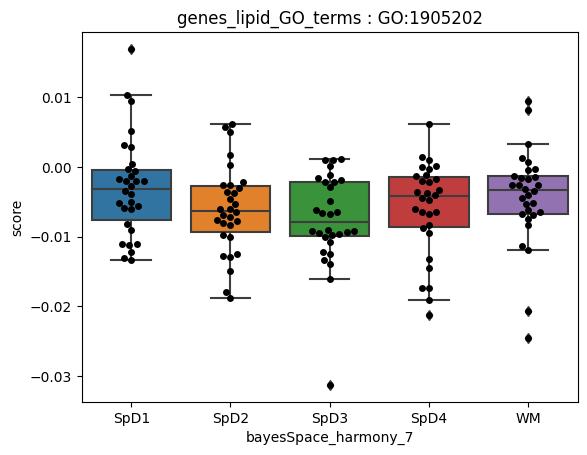 genes_lipid_GO_terms : GO:1905202
score
0.01
0.00
−0.01
−0.02
−0.03
SpD1 SpD2 SpD3 SpD4 WM
bayesSpace_harmony_7